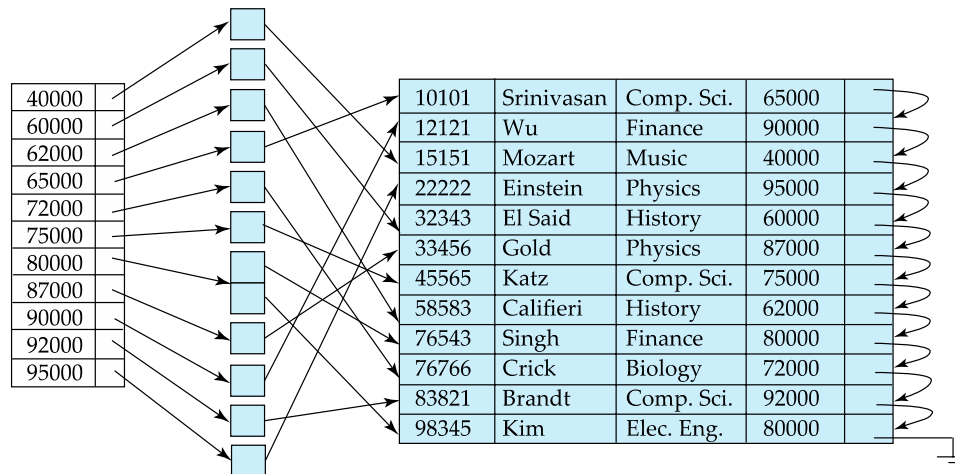 40000
60000
62000
65000
72000
75000
80000
87000
90000
92000
95000
10101 Srinivasan Comp. Sci. 65000
12121 Wu Finance 90000
15151 Mozart Music 40000
22222 Einstein Physics 95000
32343 El Said History 60000
33456 Gold Physics 87000
45565 Katz Comp. Sci. 75000
58583 Califieri History 62000
76543 Singh Finance 80000
76766 Crick Biology 72000
83821 Brandt Comp. Sci. 92000
98345 Kim Elec. Eng. 80000